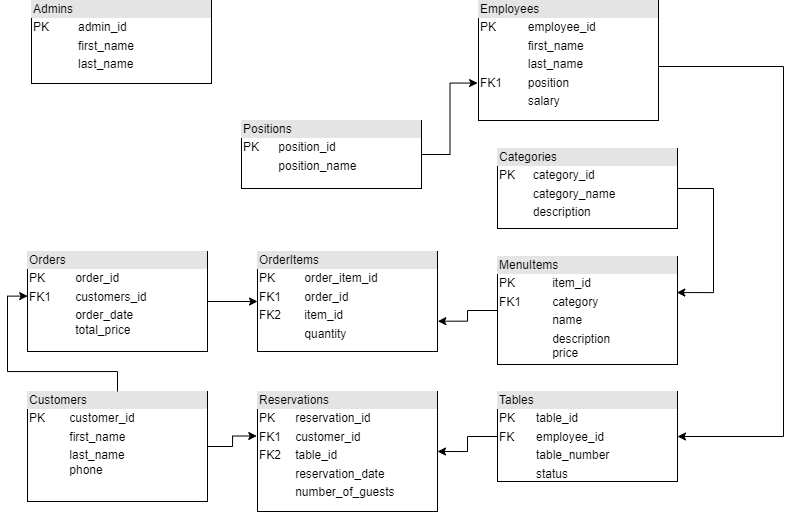 Admins
PK admin_id
first_name
last_name
Employees
PK employee_id
first_name
last_name
FK1 position
salary
Positions
PK position_id
position_name
Categories
PK category_id
category_name
description
Orders
PK order_id
FK1 customers_id
order_date
total_price
OrderItems
PK order_item_id
FK1 order_id
FK2 item_id
quantity
MenuItems
PK item_id
FK1 category
name
description
price
Customers
PK customer_id
first_name
last_name
phone
Reservations
PK reservation_id
FK1 customer_id
FK2 table_id
reservation_date
number_of_guests
Tables
PK table_id
FK employee_id
table_number
status